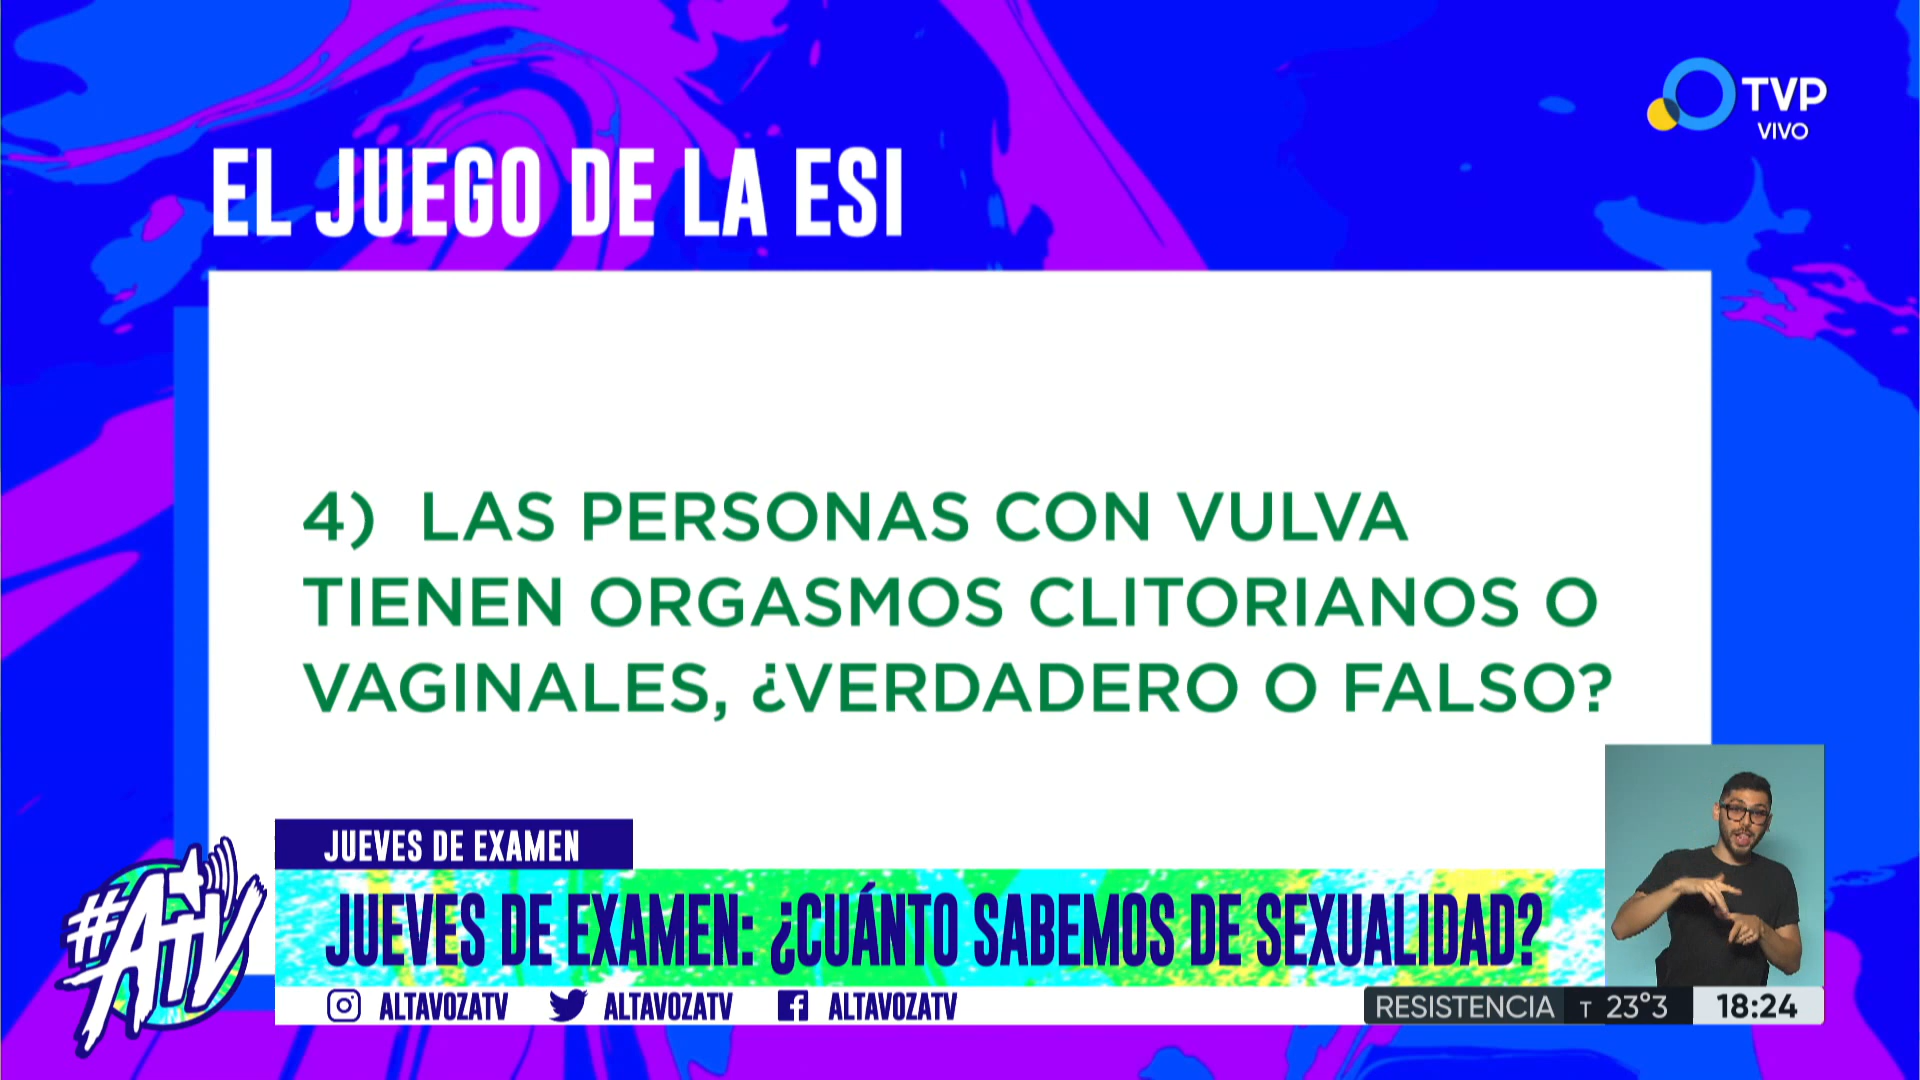 TVP
VIVO
EL JUEGO DE LA ESI
4) LAS PERSONAS CON VULVA
TIENEN ORGASMOS CLITORIANOS O
VAGINALES, ¿VERDADERO O FALSO?
JUEVES DE EXAMEN
JUEVES DE EXAMEN: ¿CUÁNTO SABEMOS DE SEXUALIDAD?
#ATV
ALTAVOZATV ALTAVOZATV ALTAVOZATV
RESISTENCIA T 23°3 18:24